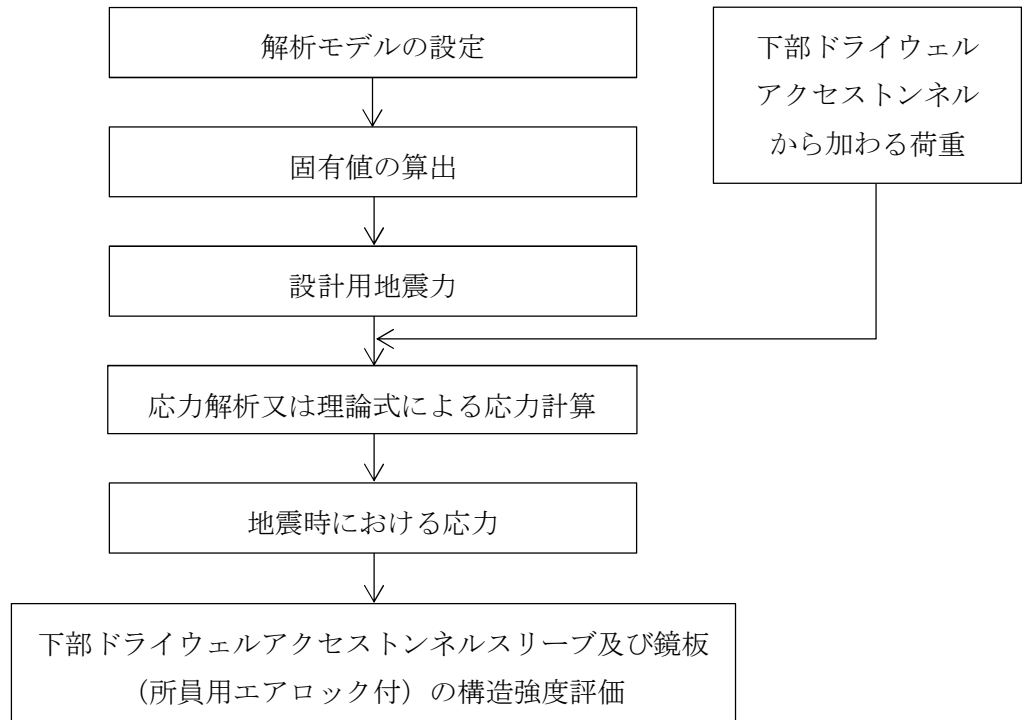 解析モデルの設定
固有値の算出
設計用地震力
下部ドライウェル
アクセストンネル
から加わる荷重
応力解析又は理論式による応力計算
地震時における応力
下部ドライウェルアクセストンネルスリーブ及び鏡板
（所員用エアロック付）の構造強度評価